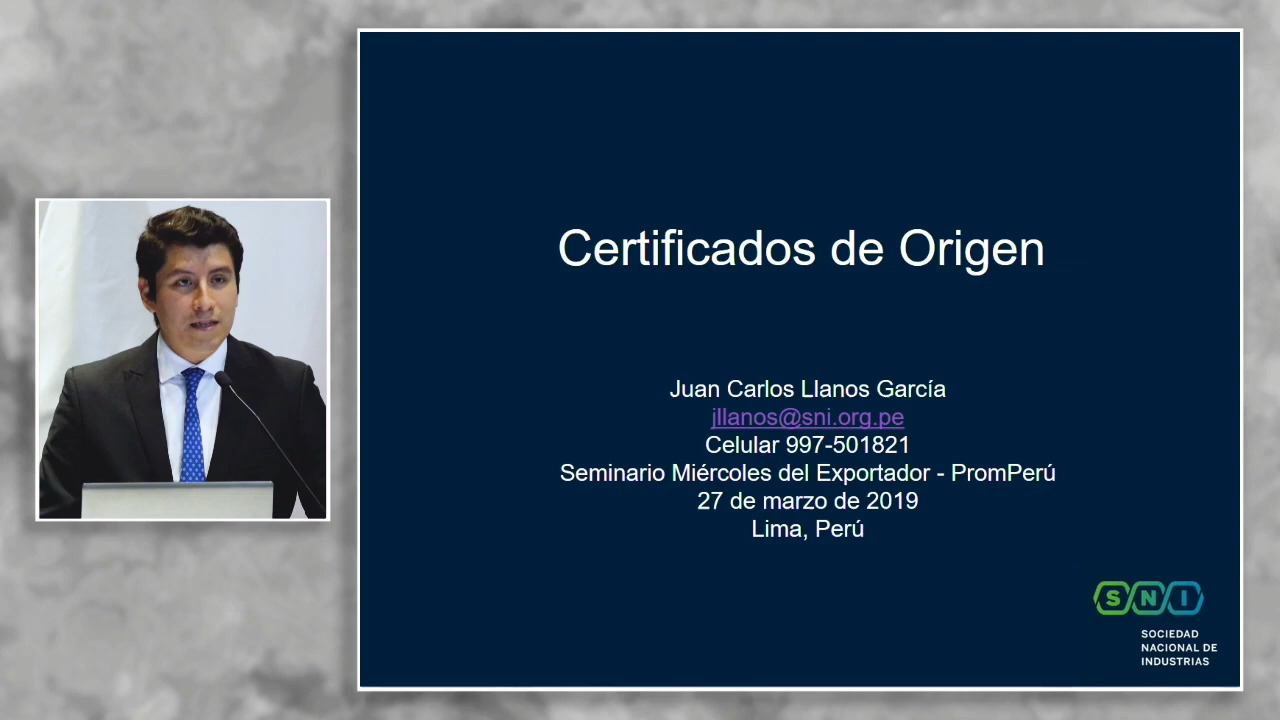 Certificados de Origen
Juan Carlos Llanos García
jllanos@sni.org.pe
Celular 997-501821
Seminario Miércoles del Exportador - PromPerú
27 de marzo de 2019
Lima, Perú
SNI
SOCIEDAD
NACIONAL DE
INDUSTRIAS